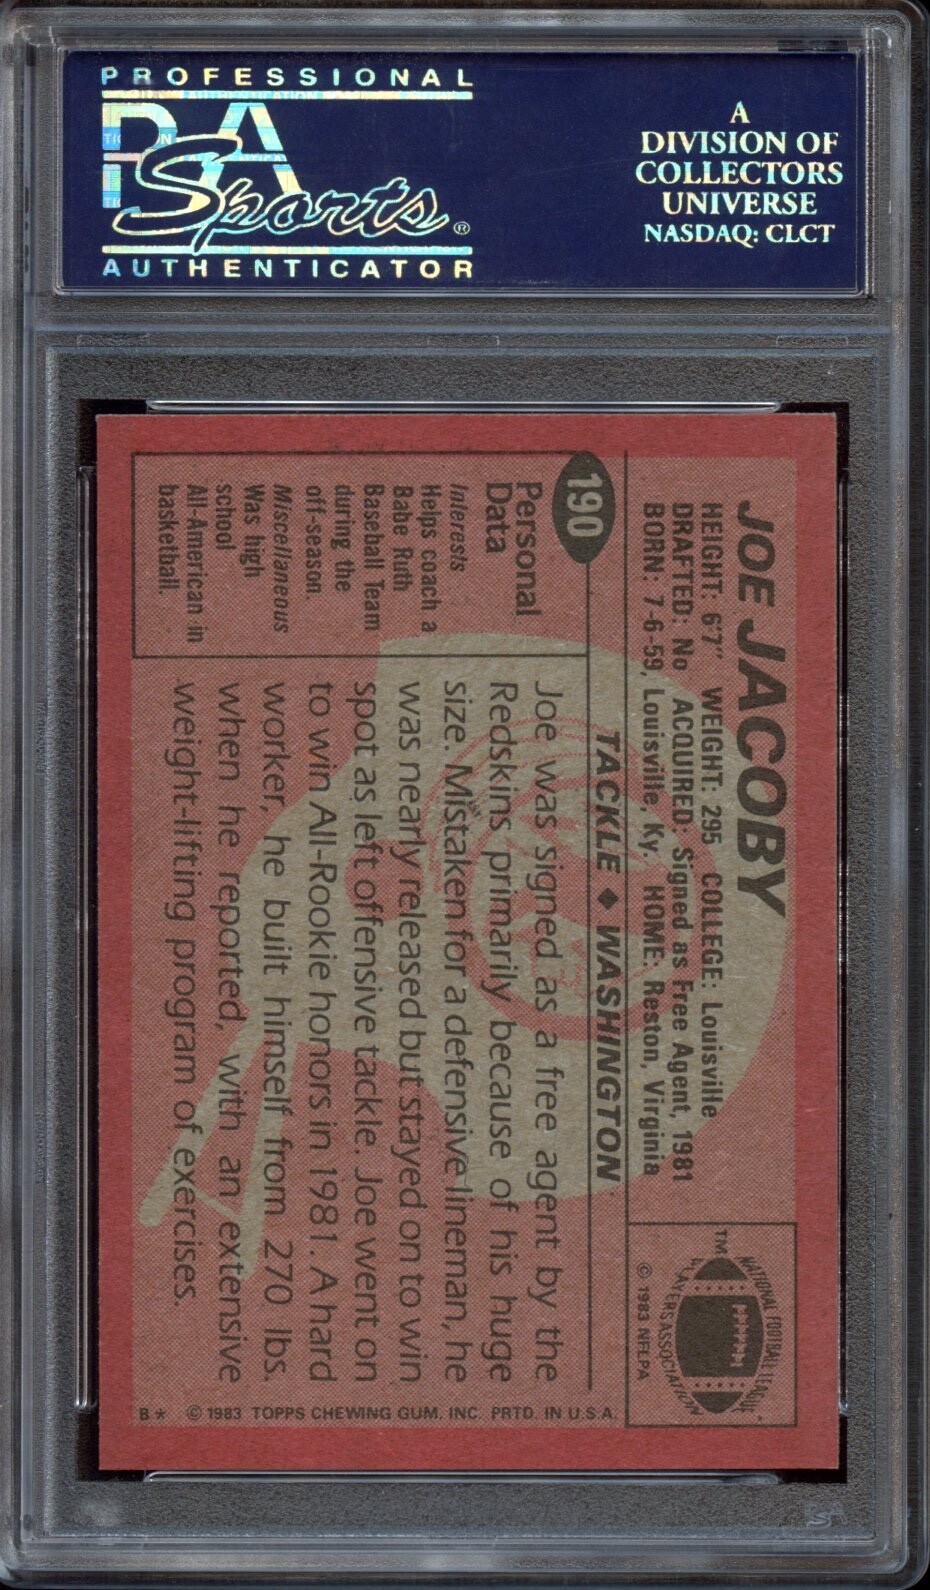 PROFESSIONAL
PSA
Sports®
AUTHENTICATOR
A
DIVISION OF
COLLECTORS
UNIVERSE
NASDAQ: CLCT
JOE JACOBY
HEIGHT: 6'7" WEIGHT: 295 COLLEGE: Louisville
DRAFTED: No ACQUIRED: Signed as Free Agent, 1981
BORN: 7-6-59, Louisville, Ky. HOME: Reston, Virginia
TM
NATIONAL FOOTBALL LEAGUE
PLAYERS ASSOCIATION
© 1983 NFLPA
190
TACKLE ♦ WASHINGTON
Personal
Data
Interests
Helps coach a
Babe Ruth
Baseball Team
during the
off-season.
Miscellaneous
Was high
school
All-American in
basketball.
Joe was signed as a free agent by the
Redskins primarily because of his huge
size. Mistaken for a defensive lineman, he
was nearly released but stayed on to win
spot as left offensive tackle. Joe went on
to win All-Rookie honors in 1981. A hard
worker, he built himself from 270 lbs.
when he reported, with an extensive
weight-lifting program of exercises.
B* © 1983 TOPPS CHEWING GUM, INC. PRTD. IN U.S.A.